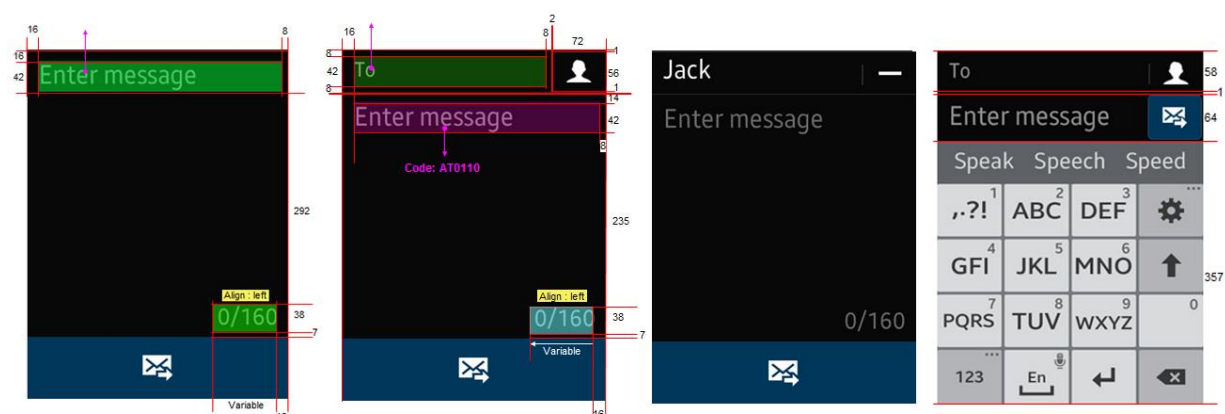 16
8
16
42
Enter message
292
Align : left
0/160
38
7
Variable
16
8
2
72
8
42
To
8
1
56
1
14
Enter message
42
8
Code: AT0110
235
Align : left
0/160
38
7
Variable
16
Jack
Enter message
0/160
To
58
1
Enter message
64
Speak Speech Speed
,.?! 1
ABC 2
DEF 3
...
GFI 4
JKL 5
MNO 6
357
PQRS 7
TUV 8
WXYZ 9
0
123 ...
En